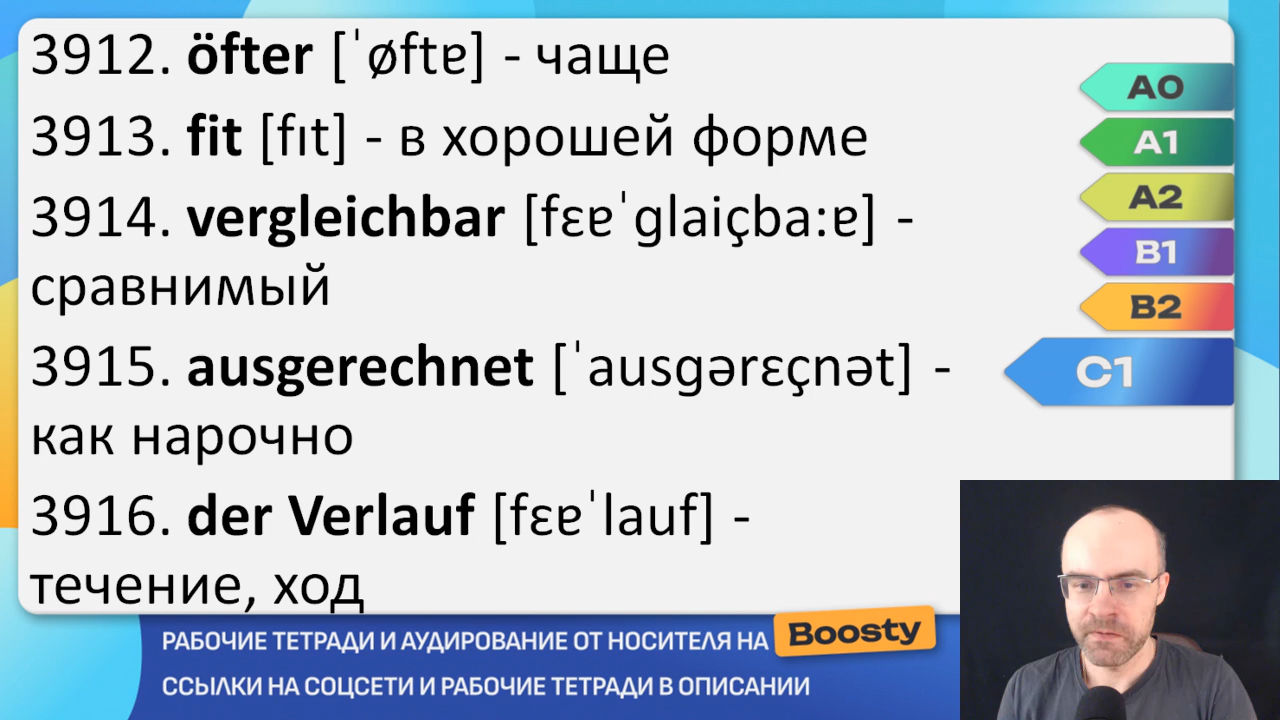 3912. öfter [ˈøftɐ] - чаще
3913. fit [fɪt] - в хорошей форме
3914. vergleichbar [fɛɐˈɡlaiçba:ɐ] -
сравнимый
3915. ausgerechnet [ˈausɡərɛçnət] -
как нарочно
3916. der Verlauf [fɛɐˈlauf] -
течение, ход
A0
A1
A2
B1
B2
C1
РАБОЧИЕ ТЕТРАДИ И АУДИРОВАНИЕ ОТ НОСИТЕЛЯ НА Boosty
ССЫЛКИ НА СОЦСЕТИ И РАБОЧИЕ ТЕТРАДИ В ОПИСАНИИ